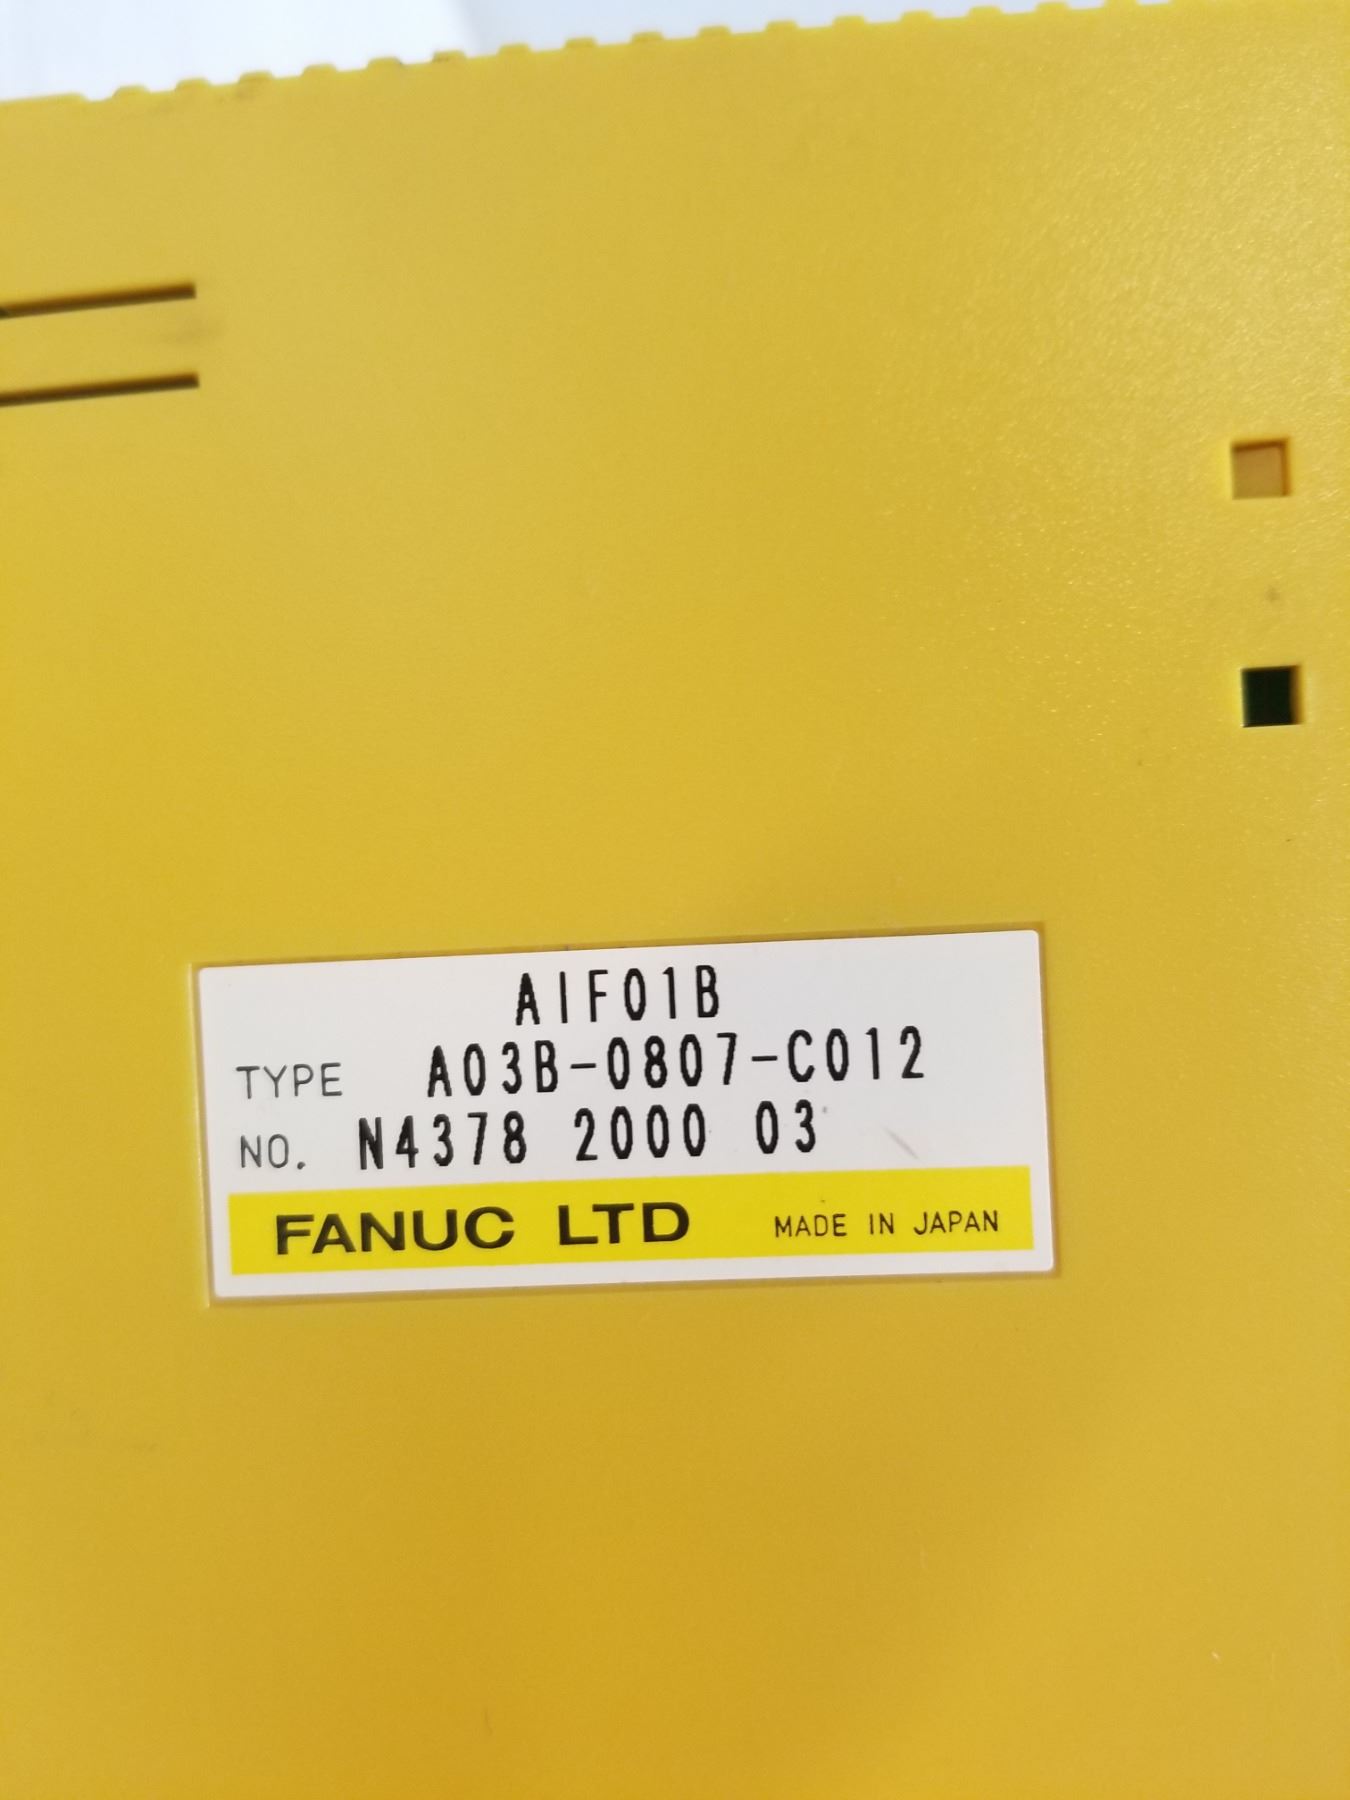 AIF01B
TYPE A03B-0807-C012
NO. N4378 2000 03
FANUC LTD MADE IN JAPAN